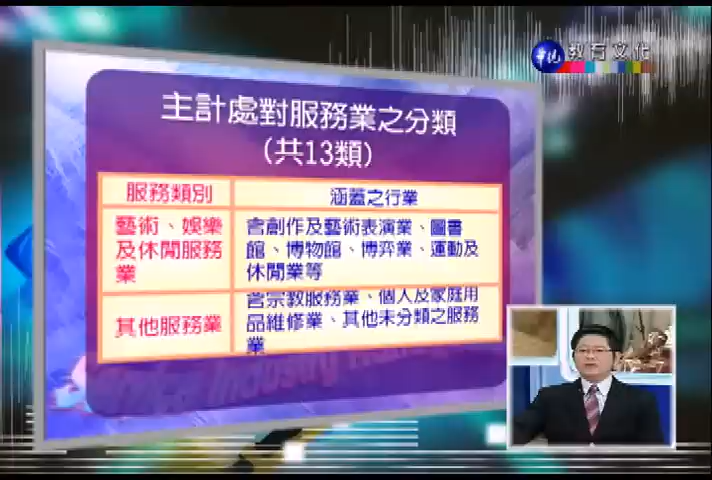 華視 教育文化
主計處對服務業之分類
(共13類)
服務類別
涵蓋之行業
藝術、娛樂
及休閒服務
業
含創作及藝術表演業、圖書
館、博物館、博弈業、運動及
休閒業等
其他服務業
含宗教服務業、個人及家庭用
品維修業、其他未分類之服務
業